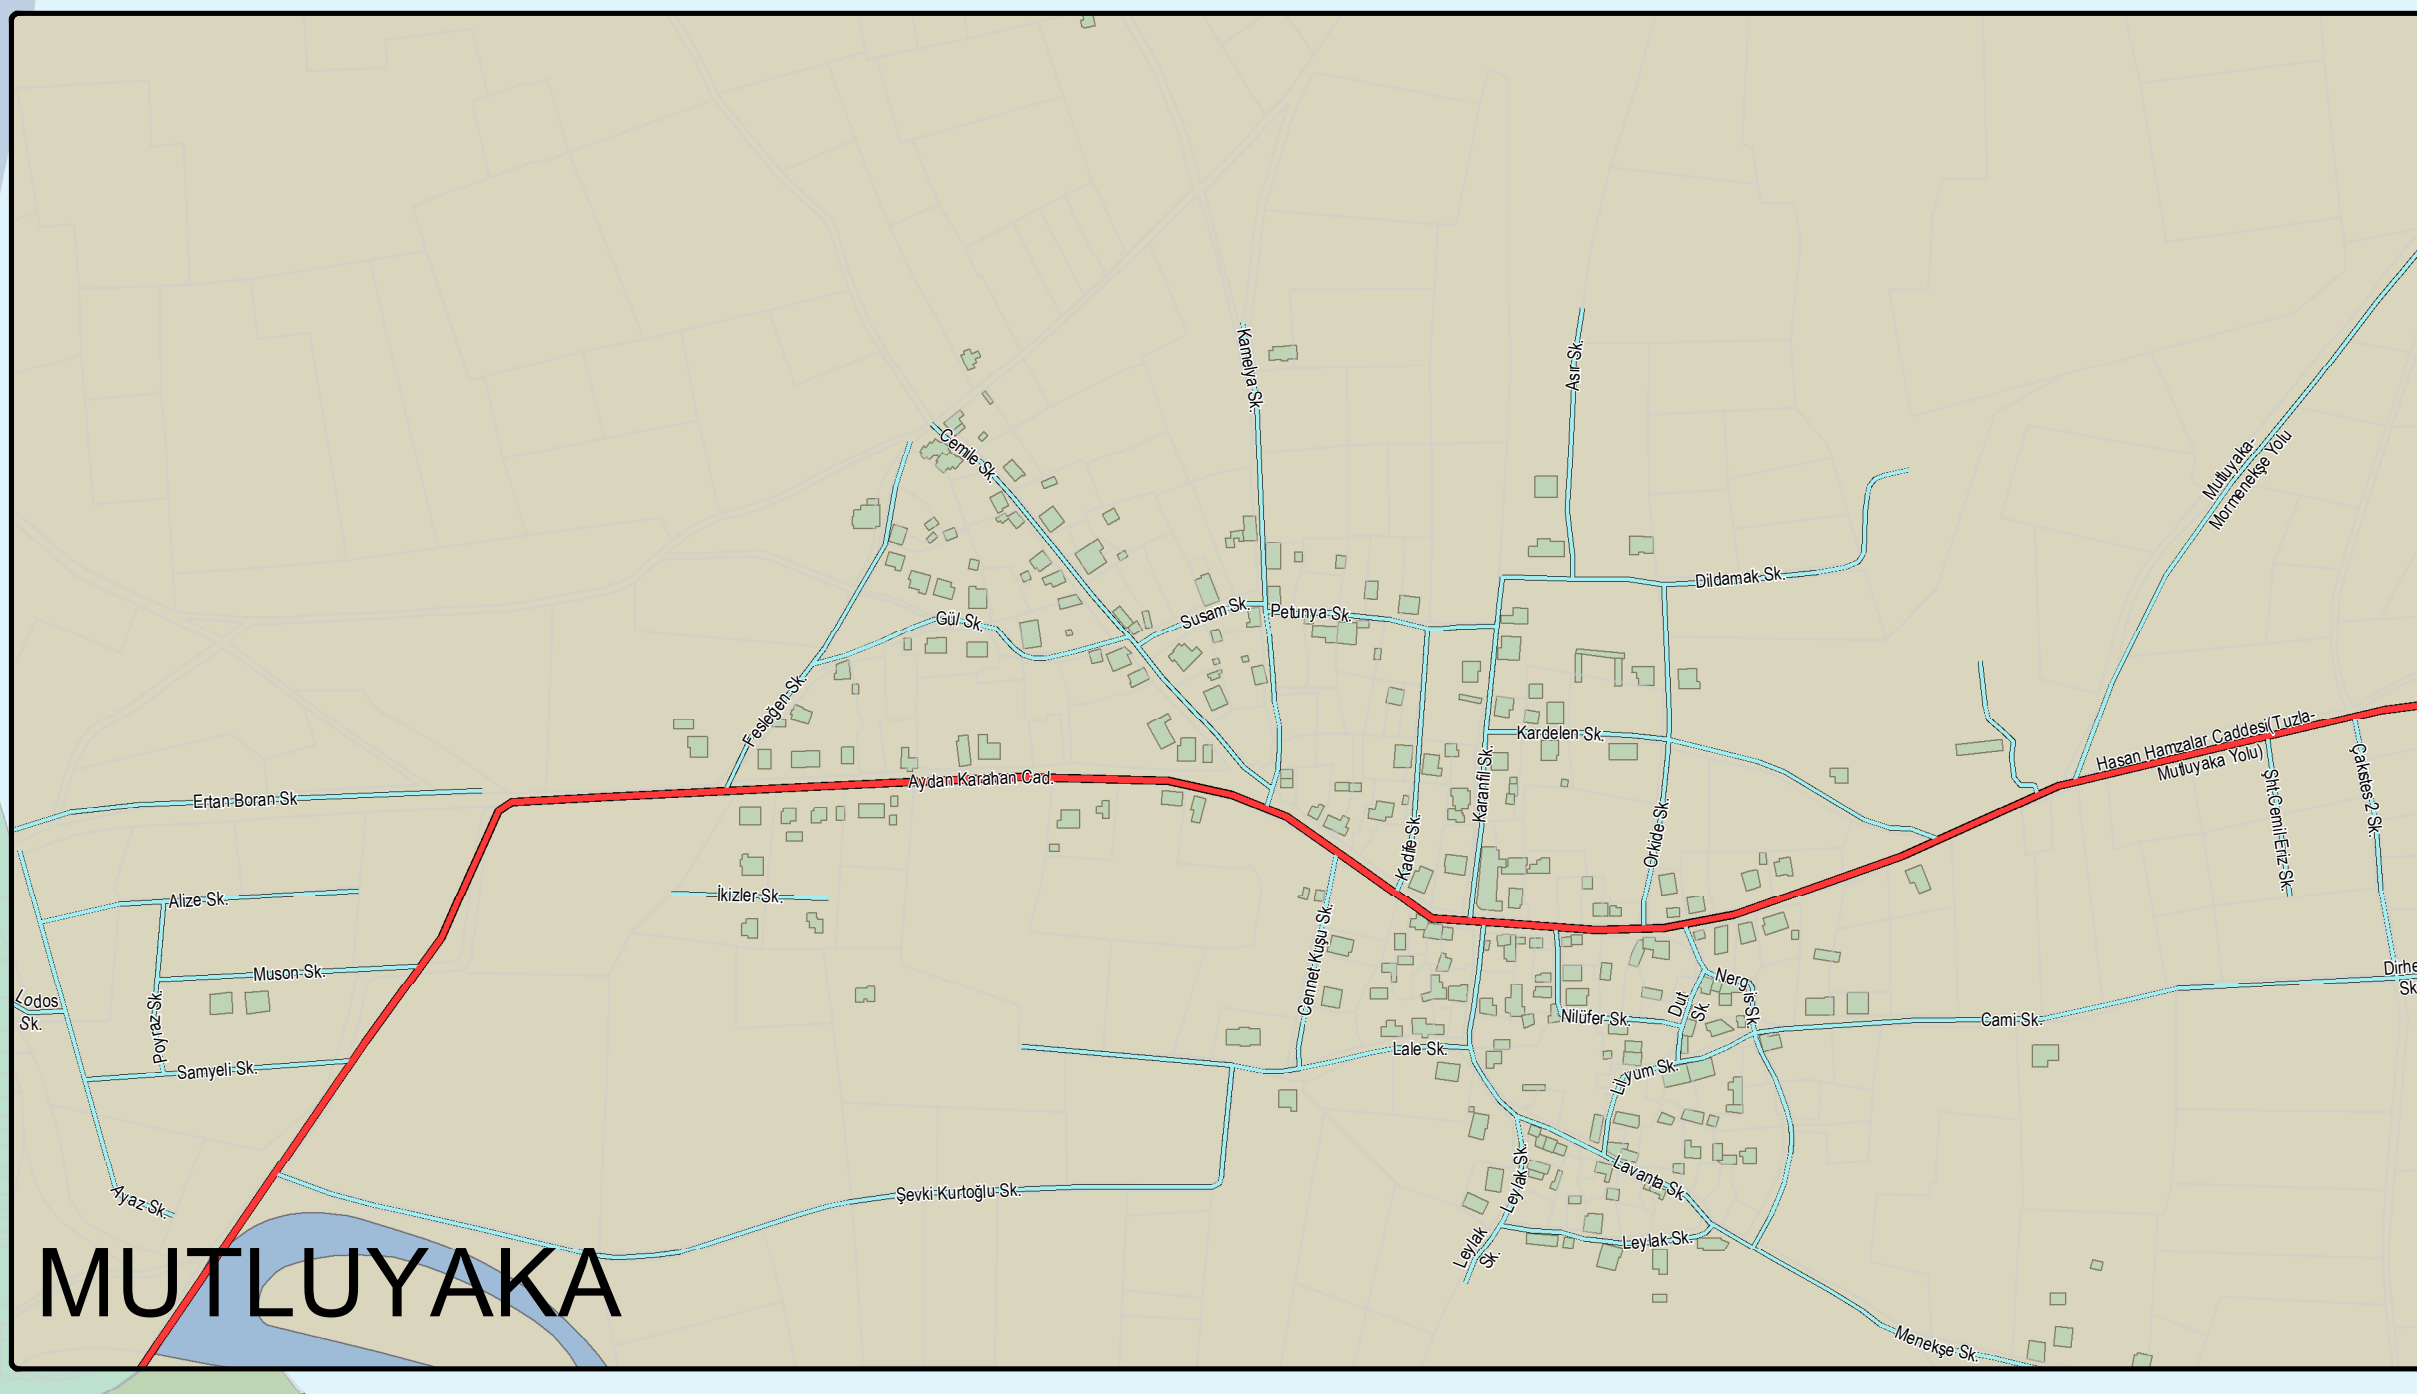 Kamelya Sk.
Asır Sk.
Cemile Sk.
Mutluyaka-
Mormenekşe Yolu
Dildamak Sk.
Susam Sk.
Petunya Sk.
Gül Sk.
Fesleğen Sk.
Kardelen Sk.
Hasan Hamzalar Caddesi(Tuzla-
Mutluyaka Yolu)
Aydan Karahan Cad.
Karanfil Sk.
Ertan Boran Sk
Kadife Sk.
Orkide Sk.
Şht.Cemil Eriz Sk.
Çakıstes 2 Sk.
Alize Sk.
İkizler Sk.
Muson Sk.
Cennet Kuşu Sk.
Nergis Sk.
Dut
Sk.
Dirhe
Sk
Lodos
Sk.
Poyraz Sk.
Nilüfer Sk.
Cami Sk.
Lale Sk.
Samyeli Sk.
Lilyum Sk.
Ayaz Sk.
Şevki Kurtoğlu Sk.
Leylak Sk.
Lavanta Sk
Leylak
Sk.
Leylak Sk.
MUTLUYAKA
Menekşe Sk.